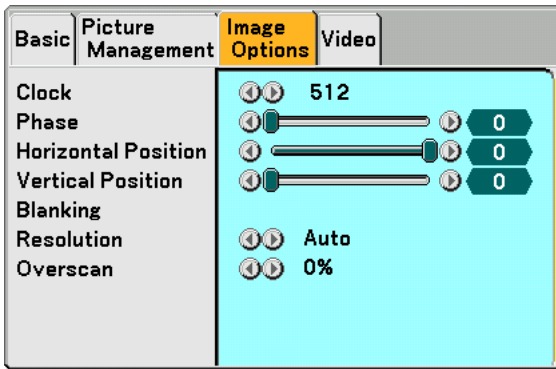 Basic
Picture
Management
Image
Options
Video
Clock 512
Phase 0
Horizontal Position 0
Vertical Position 0
Blanking
Resolution Auto
Overscan 0%